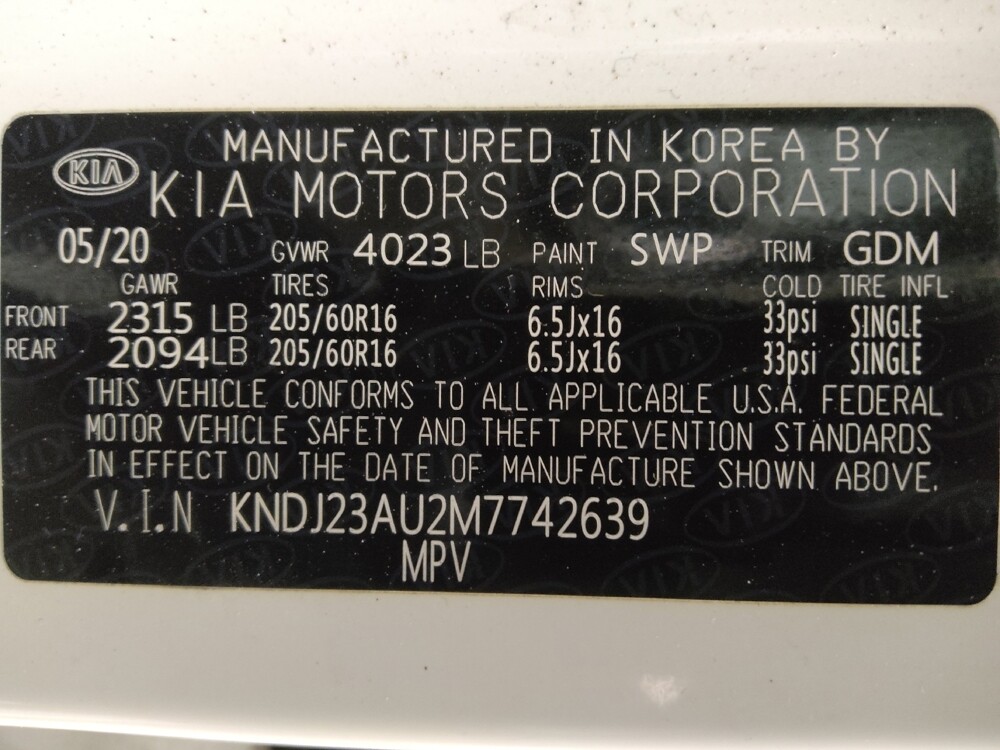 KIA MANUFACTURED IN KOREA BY
KIA MOTORS CORPORATION
05/20 GVWR 4023 LB PAINT SWP TRIM GDM
GAWR TIRES RIMS COLD TIRE INFL.
FRONT 2315 LB 205/60R16 6.5Jx16 33psi SINGLE
REAR 2094LB 205/60R16 6.5Jx16 33psi SINGLE
THIS VEHICLE CONFORMS TO ALL APPLICABLE U.S.A. FEDERAL
MOTOR VEHICLE SAFETY AND THEFT PREVENTION STANDARDS
IN EFFECT ON THE DATE OF MANUFACTURE SHOWN ABOVE.
V.I.N KNDJ23AU2M7742639
MPV